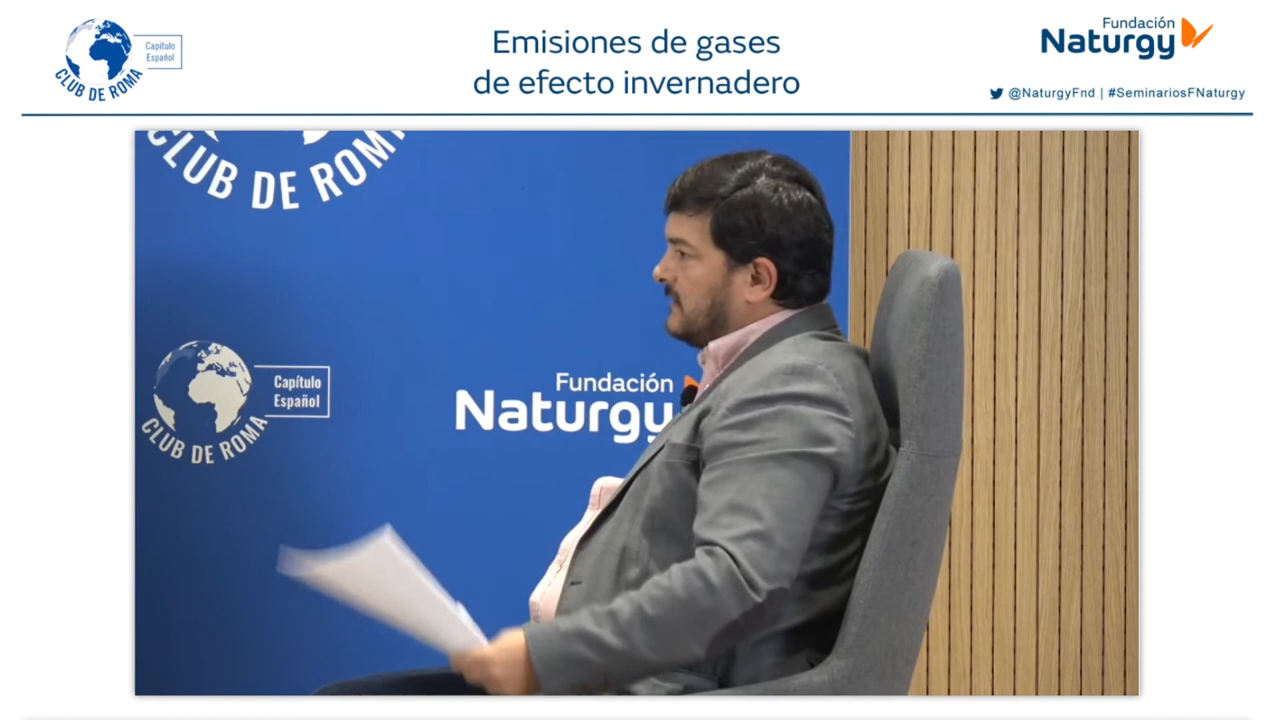 CLUB DE ROMA
Capítulo
Español
Emisiones de gases
de efecto invernadero
Fundación
Naturgy
@NaturgyFnd | #SeminariosFNaturgy
CLUB DE ROMA
Capítulo
Español
CLUB DE ROMA
Fundación
Naturgy